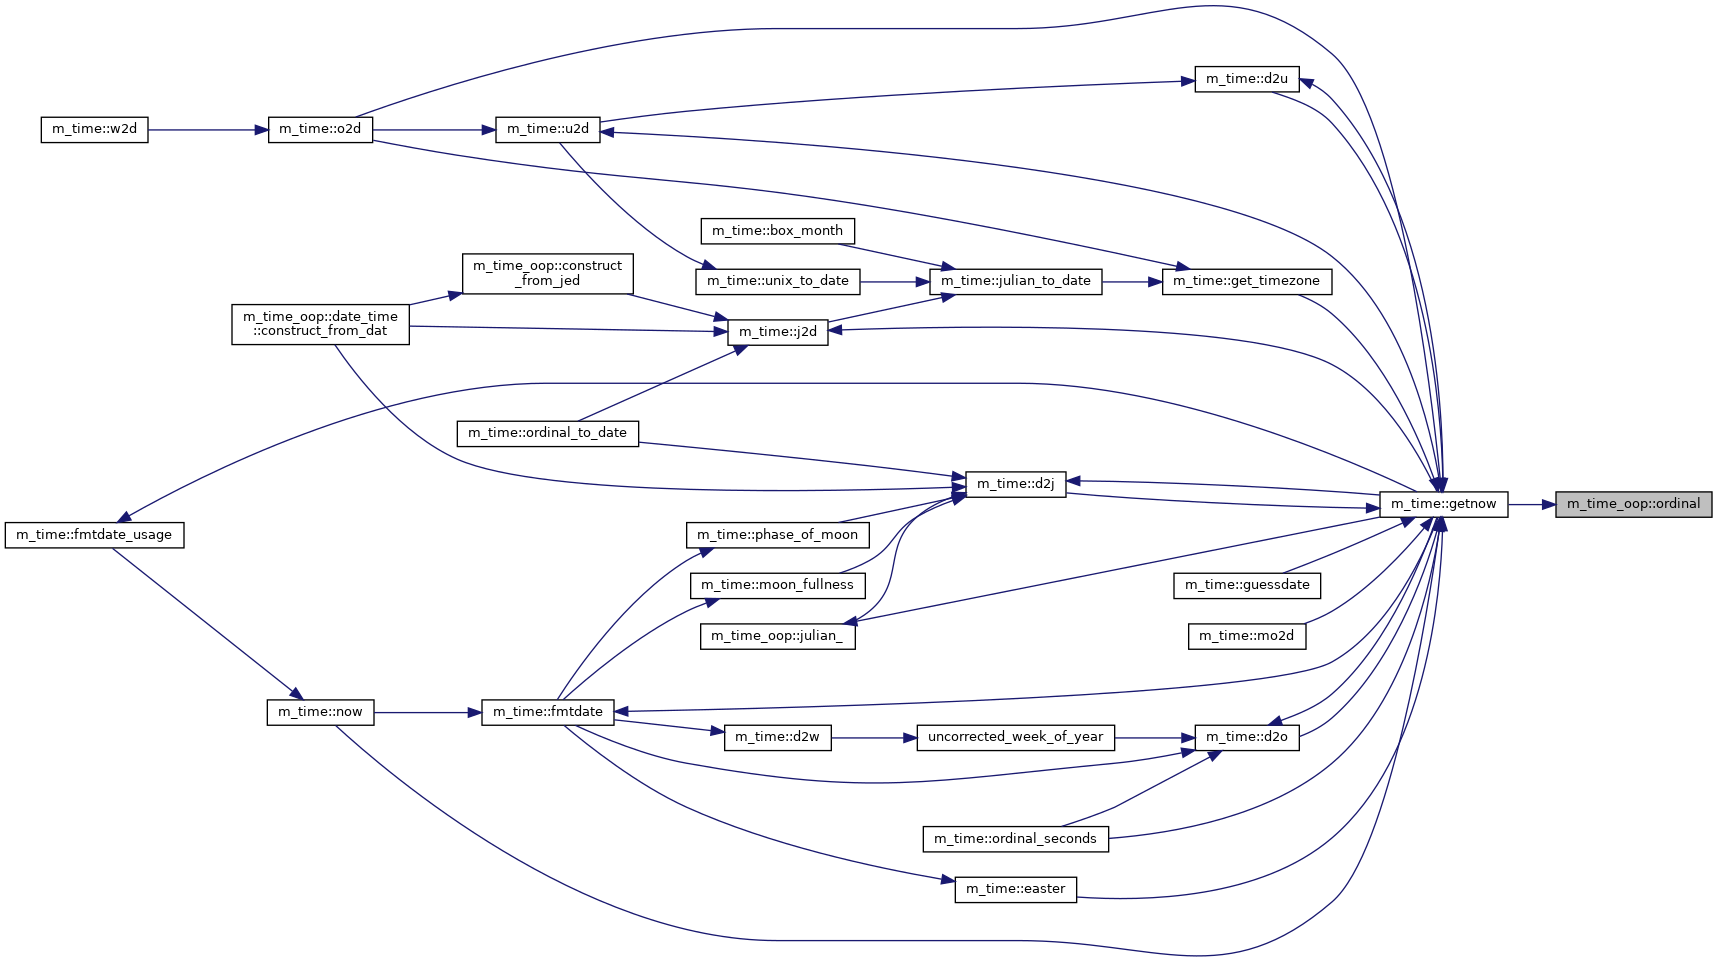 m_time::d2u
m_time::w2d
m_time::o2d
m_time::u2d
m_time::box_month
m_time_oop::construct
_from_jed
m_time::unix_to_date
m_time::julian_to_date
m_time::get_timezone
m_time_oop::date_time
::construct_from_dat
m_time::j2d
m_time::ordinal_to_date
m_time::d2j
m_time::getnow
m_time_oop::ordinal
m_time::fmtdate_usage
m_time::phase_of_moon
m_time::moon_fullness
m_time::guessdate
m_time_oop::julian_
m_time::mo2d
m_time::now
m_time::fmtdate
m_time::d2w
uncorrected_week_of_year
m_time::d2o
m_time::ordinal_seconds
m_time::easter